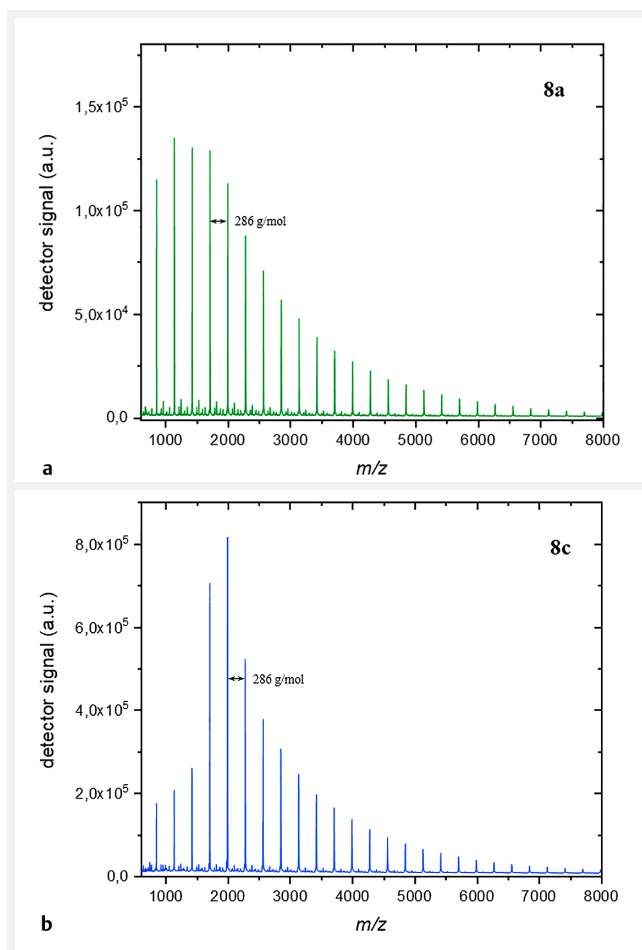 8a
1,5x10⁵
1,0x10⁵
5,0x10⁴
0,0
detector signal (a.u.)
286 g/mol
1000 2000 3000 4000 5000 6000 7000 8000
m/z
a
8c
8,0x10⁵
6,0x10⁵
4,0x10⁵
2,0x10⁵
0,0
detector signal (a.u.)
286 g/mol
1000 2000 3000 4000 5000 6000 7000 8000
m/z
b